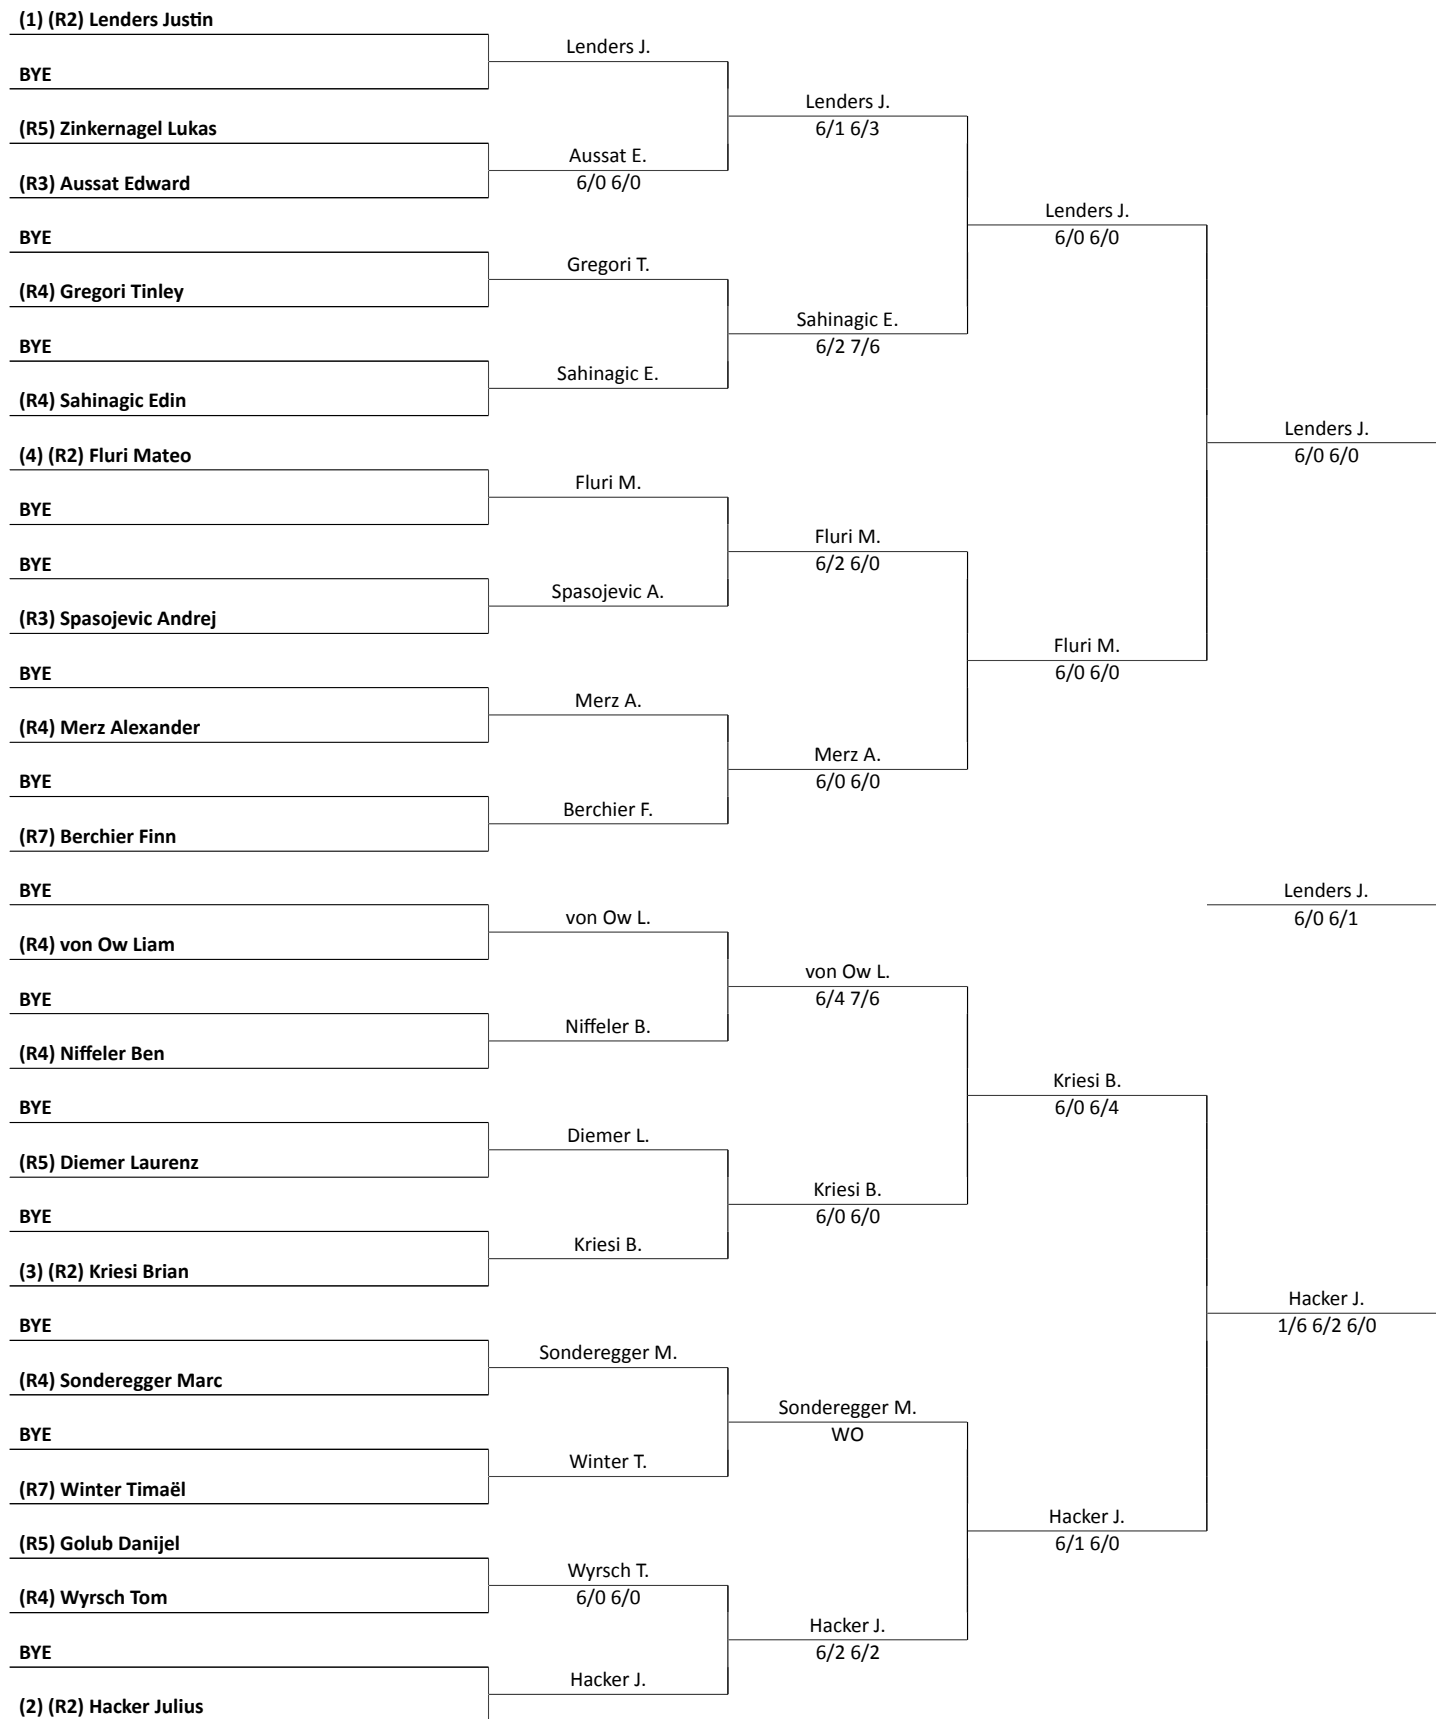 (1) (R2) Lenders Justin
BYE
(R5) Zinkernagel Lukas
(R3) Aussat Edward
BYE
(R4) Gregori Tinley
BYE
(R4) Sahinagic Edin
(4) (R2) Fluri Mateo
BYE
BYE
(R3) Spasojevic Andrej
BYE
(R4) Merz Alexander
BYE
(R7) Berchier Finn
BYE
(R4) von Ow Liam
BYE
(R4) Niffeler Ben
BYE
(R5) Diemer Laurenz
BYE
(3) (R2) Kriesi Brian
BYE
(R4) Sonderegger Marc
BYE
(R7) Winter Timaël
(R5) Golub Danijel
(R4) Wyrsch Tom
BYE
(2) (R2) Hacker Julius
Lenders J.
Aussat E.
6/0 6/0
Gregori T.
Sahinagic E.
Fluri M.
Spasojevic A.
Merz A.
Berchier F.
von Ow L.
Niffeler B.
Diemer L.
Kriesi B.
Sonderegger M.
Winter T.
Wyrsch T.
6/0 6/0
Hacker J.
Lenders J.
6/1 6/3
Sahinagic E.
6/2 7/6
Fluri M.
6/2 6/0
Merz A.
6/0 6/0
von Ow L.
6/4 7/6
Kriesi B.
6/0 6/0
Sonderegger M.
WO
Hacker J.
6/2 6/2
Lenders J.
6/0 6/0
Fluri M.
6/0 6/0
Kriesi B.
6/0 6/4
Hacker J.
6/1 6/0
Lenders J.
6/0 6/0
Lenders J.
6/0 6/1
Hacker J.
1/6 6/2 6/0